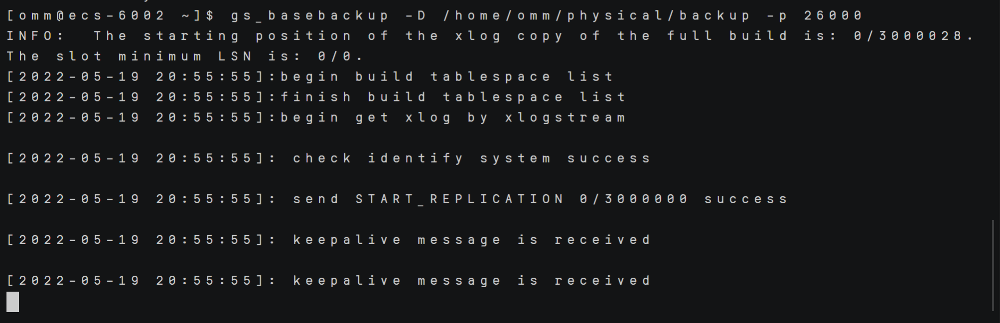 [omm@ecs-6002 ~]$ gs_basebackup -D /home/omm/physical/backup -p 26000
INFO:  The starting position of the xlog copy of the full build is: 0/3000028.
The slot minimum LSN is: 0/0.
[2022-05-19 20:55:55]:begin build tablespace list
[2022-05-19 20:55:55]:finish build tablespace list
[2022-05-19 20:55:55]:begin get xlog by xlogstream
[2022-05-19 20:55:55]: check identify system success
[2022-05-19 20:55:55]: send START_REPLICATION 0/3000000 success
[2022-05-19 20:55:55]: keepalive message is received
[2022-05-19 20:55:55]: keepalive message is received